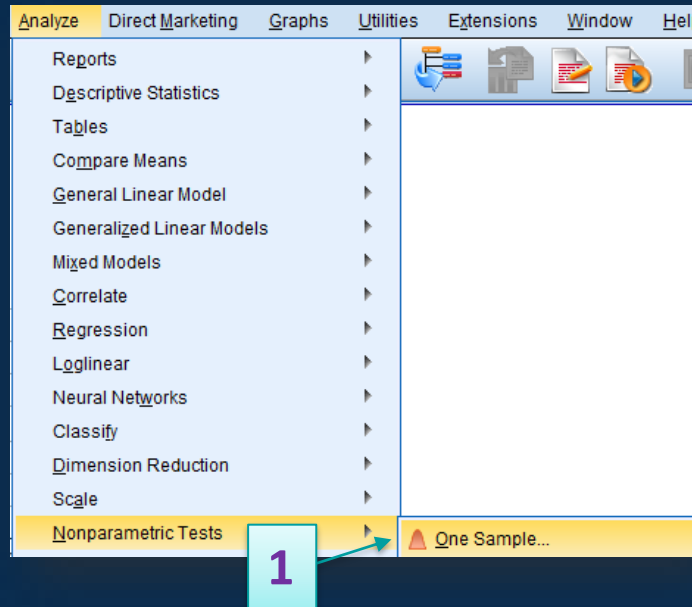 Analyze Direct Marketing Graphs Utilities Extensions Window Hel
Reports
Descriptive Statistics
Tables
Compare Means
General Linear Model
Generalized Linear Models
Mixed Models
Correlate
Regression
Loglinear
Neural Networks
Classify
Dimension Reduction
Scale
Nonparametric Tests
One Sample...
1